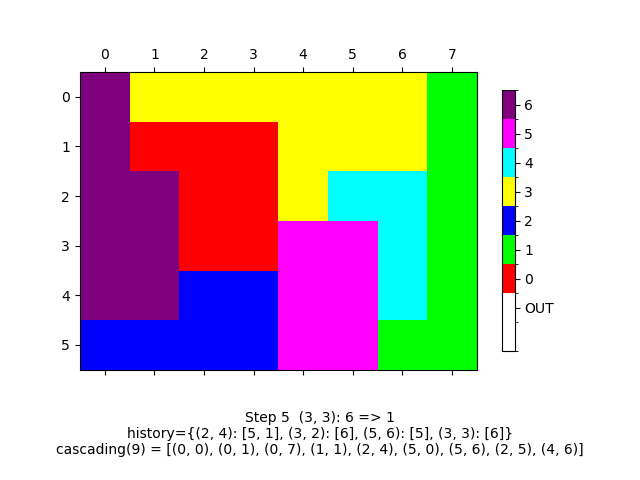 0 1 2 3 4 5 6 7
0
1
2
3
4
5
6
5
4
3
2
1
0
OUT
Step 5  (3, 3): 6 => 1
history={(2, 4): [5, 1], (3, 2): [6], (5, 6): [5], (3, 3): [6]}
cascading(9) = [(0, 0), (0, 1), (0, 7), (1, 1), (2, 4), (5, 0), (5, 6), (2, 5), (4, 6)]